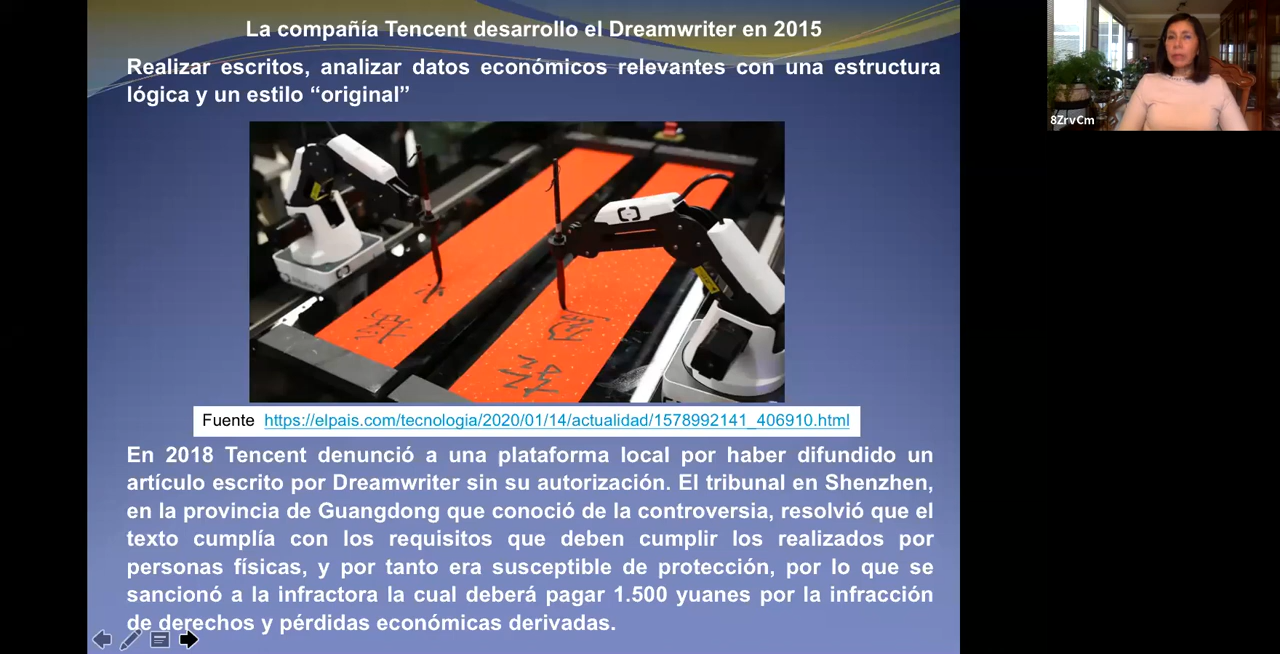 La compañía Tencent desarrollo el Dreamwriter en 2015
Realizar escritos, analizar datos económicos relevantes con una estructura
lógica y un estilo “original”
8ZrvCm
Fuente https://elpais.com/tecnologia/2020/01/14/actualidad/1578992141_406910.html
En 2018 Tencent denunció a una plataforma local por haber difundido un
artículo escrito por Dreamwriter sin su autorización. El tribunal en Shenzhen,
en la provincia de Guangdong que conoció de la controversia, resolvió que el
texto cumplía con los requisitos que deben cumplir los realizados por
personas físicas, y por tanto era susceptible de protección, por lo que se
sancionó a la infractora la cual deberá pagar 1.500 yuanes por la infracción
de derechos y pérdidas económicas derivadas.